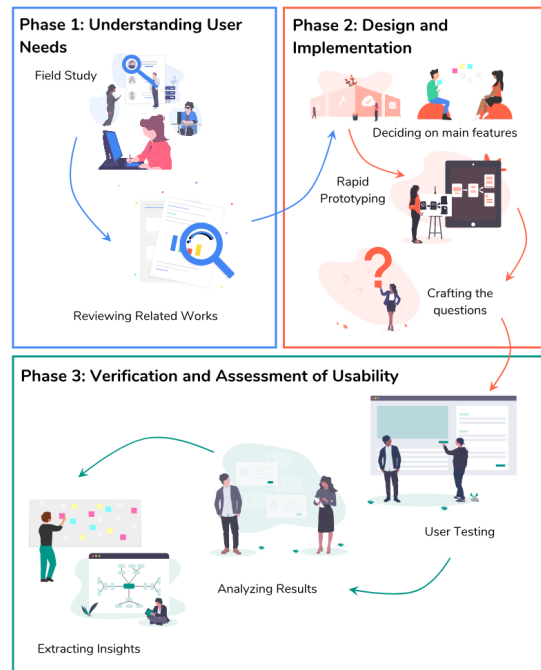 Phase 1: Understanding User
Needs
Field Study
Reviewing Related Works
Phase 2: Design and
Implementation
Deciding on main features
Rapid
Prototyping
Crafting the
questions
Phase 3: Verification and Assessment of Usability
User Testing
Analyzing Results
Extracting Insights